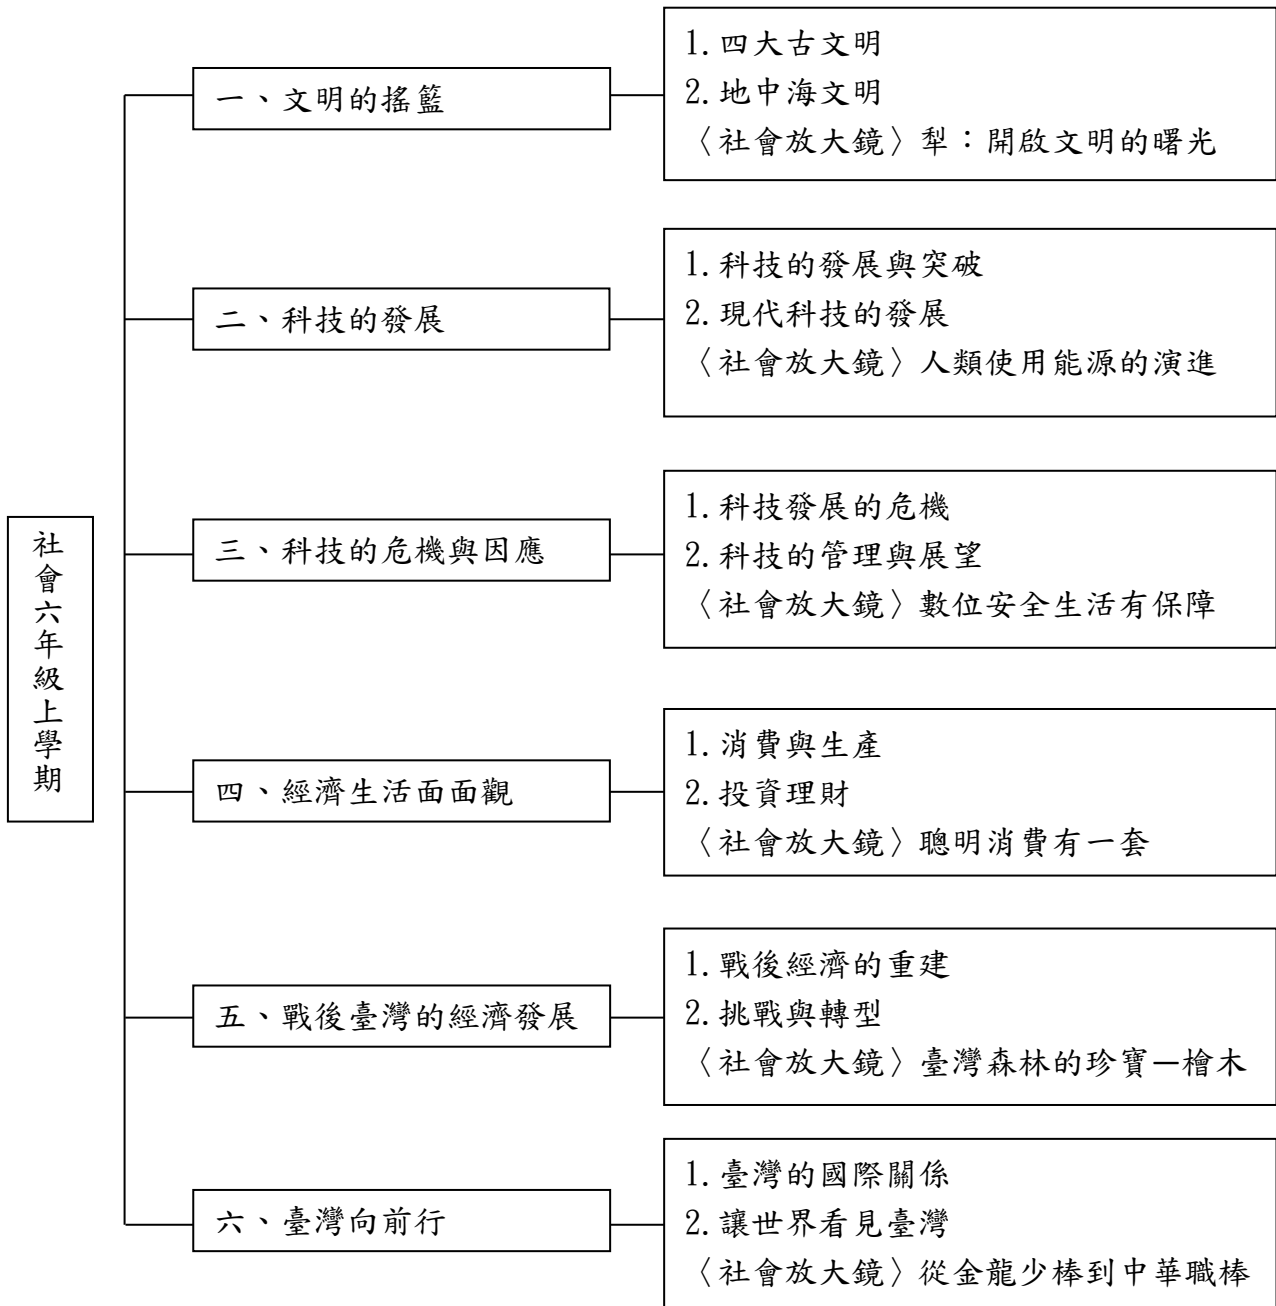 社會六年級上學期
一、文明的搖籃
1.四大古文明
2.地中海文明
〈社會放大鏡〉犁：開啟文明的曙光
二、科技的發展
1.科技的發展與突破
2.現代科技的發展
〈社會放大鏡〉人類使用能源的演進
三、科技的危機與因應
1.科技發展的危機
2.科技的管理與展望
〈社會放大鏡〉數位安全生活有保障
四、經濟生活面面觀
1.消費與生產
2.投資理財
〈社會放大鏡〉聰明消費有一套
五、戰後臺灣的經濟發展
1.戰後經濟的重建
2.挑戰與轉型
〈社會放大鏡〉臺灣森林的珍寶—檜木
六、臺灣向前行
1.臺灣的國際關係
2.讓世界看見臺灣
〈社會放大鏡〉從金龍少棒到中華職棒